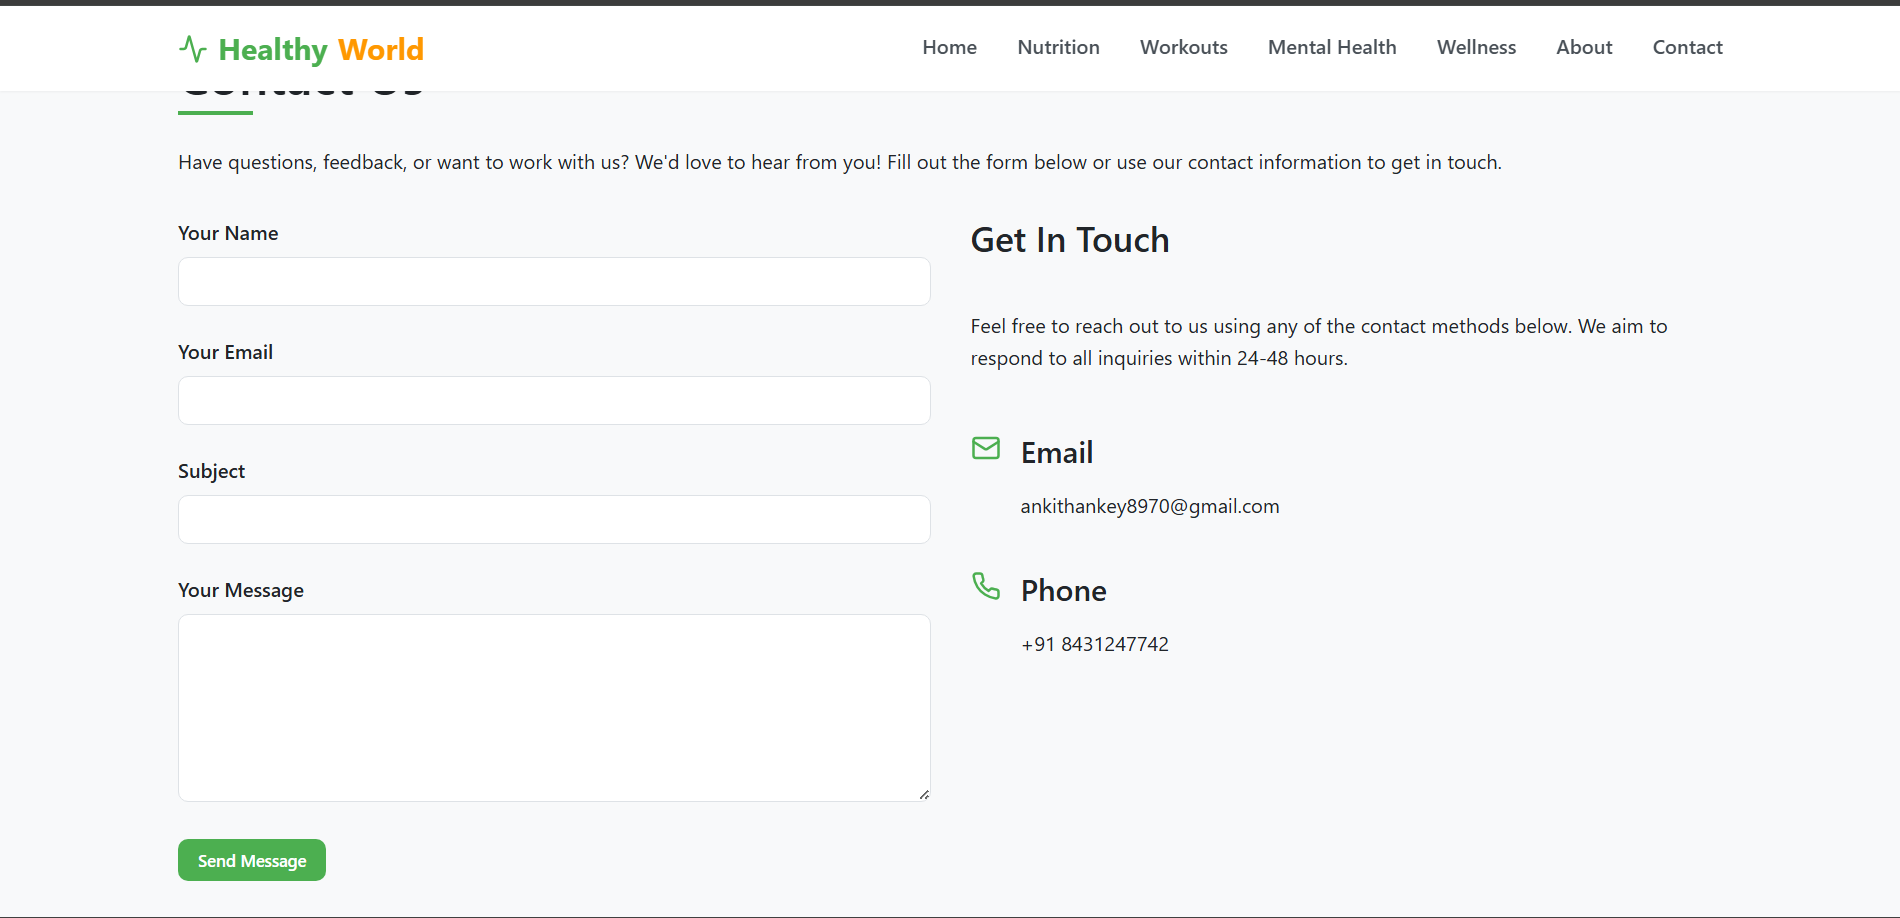 Healthy World
Home
Nutrition
Workouts
Mental Health
Wellness
About
Contact
Contact Us
Have questions, feedback, or want to work with us? We'd love to hear from you! Fill out the form below or use our contact information to get in touch.
Your Name
Your Email
Subject
Your Message
Send Message
Get In Touch
Feel free to reach out to us using any of the contact methods below. We aim to
respond to all inquiries within 24-48 hours.
Email
ankithankey8970@gmail.com
Phone
+91 8431247742